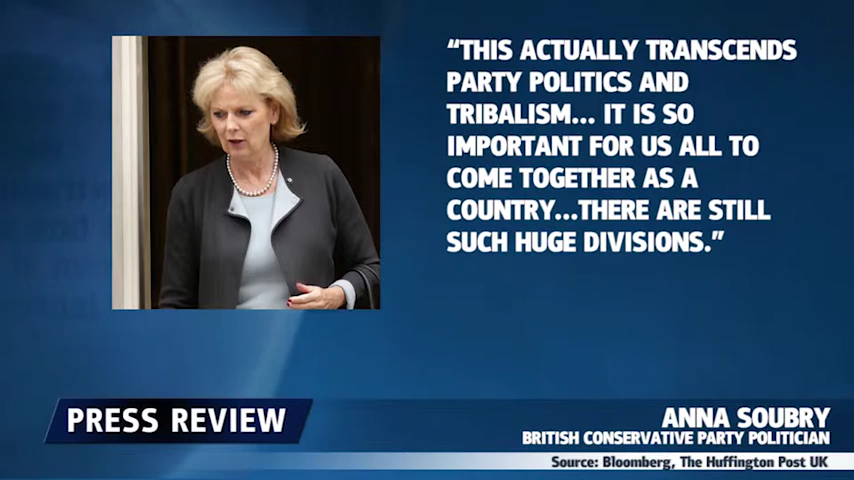 “THIS ACTUALLY TRANSCENDS
PARTY POLITICS AND
TRIBALISM... IT IS SO
IMPORTANT FOR US ALL TO
COME TOGETHER AS A
COUNTRY...THERE ARE STILL
SUCH HUGE DIVISIONS.”
PRESS REVIEW
ANNA SOUBRY
BRITISH CONSERVATIVE PARTY POLITICIAN
Source: Bloomberg, The Huffington Post UK